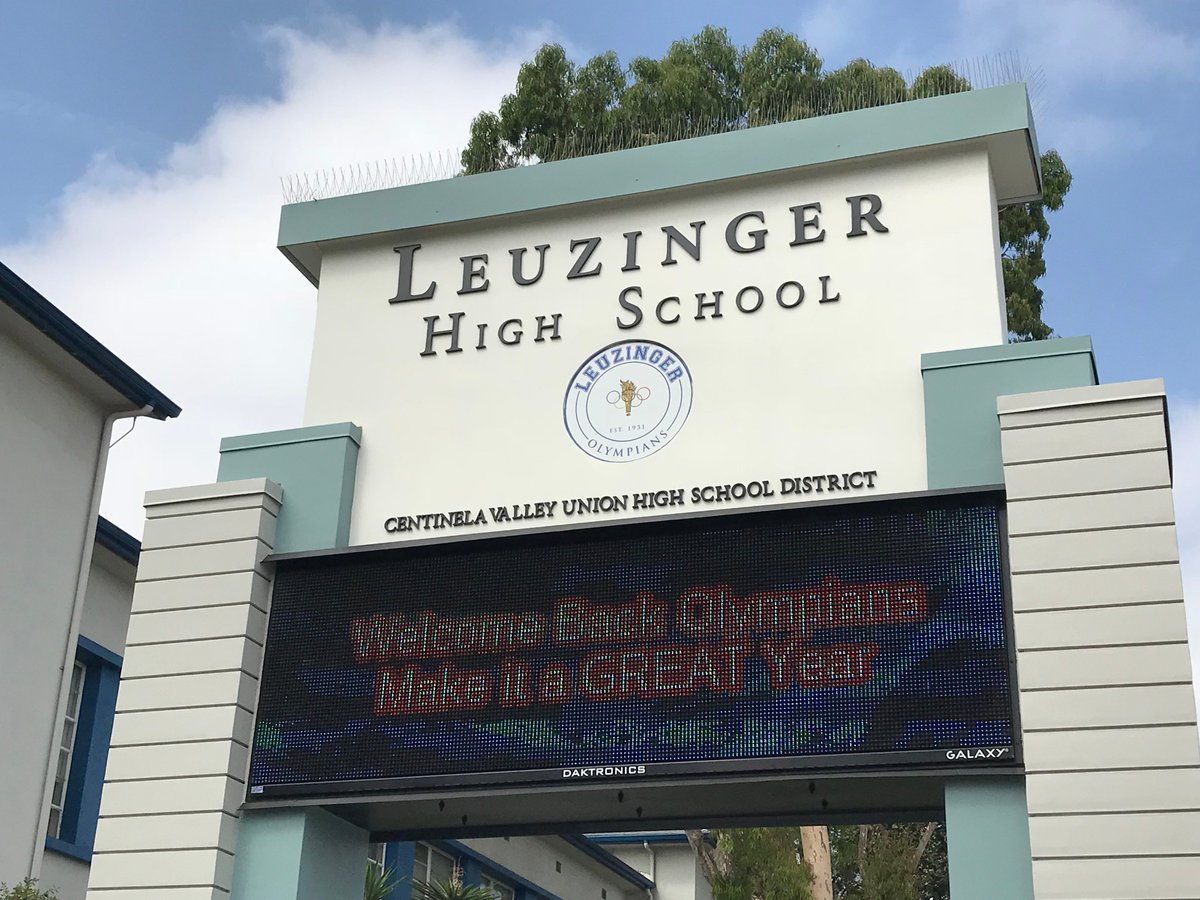 LEUZINGER
HIGH SCHOOL
LEUZINGER
EST. 1931
OLYMPIANS
CENTINELA VALLEY UNION HIGH SCHOOL DISTRICT
Welcome Back Olympians
Make it a GREAT Year
DAKTRONICS
GALAXY